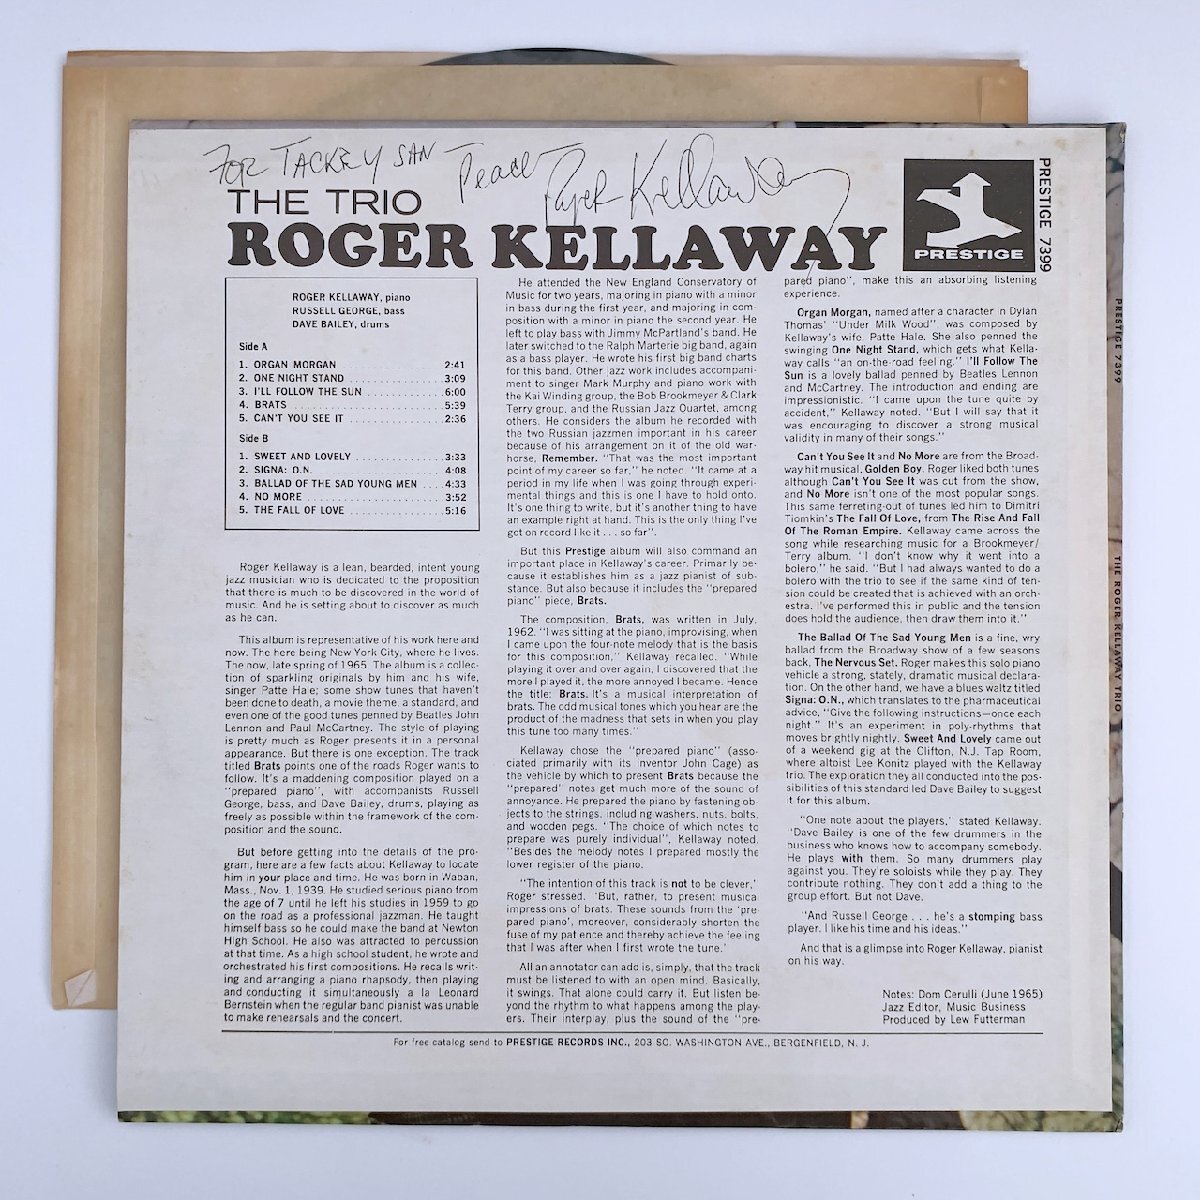 FOR TACKEY SAN Peace Roger Kellaway
THE TRIO
ROGER KELLAWAY
PRESTIGE
PRESTIGE 7399
ROGER KELLAWAY, piano
RUSSELL GEORGE, bass
DAVE BAILEY, drums
Side A
1. ORGAN MORGAN 2:41
2. ONE NIGHT STAND ............ 3:09
3. I'LL FOLLOW THE SUN ............ 6:00
4. BRATS ............ 5:39
5. CAN'T YOU SEE IT ............ 2:36
Side B
1. SWEET AND LOVELY ............ 3:33
2. SIGNA: O.N. ............ 4:08
3. BALLAD OF THE SAD YOUNG MEN ... 4:33
4. NO MORE ............ 3:52
5. THE FALL OF LOVE ............ 5:16
Roger Kellaway is a lean, bearded, intent young
jazz musician who is dedicated to the proposition
that there is much to be discovered in the world of
music. And he is setting about to discover as much
as he can.
This album is representative of his work here and
now. The here being New York City, where he lives.
The now, late spring of 1965. The album is a collec-
tion of sparkling originals by him and his wife,
singer Patte Hale; some show tunes that haven't
been done to death, a movie theme, a standard, and
even one of the good tunes penned by Beatles John
Lennon and Paul McCartney. The style of playing
is pretty much as Roger presents it in a personal
appearance. But there is one exception. The track
titled Brats points one of the roads Roger wants to
follow. It's a maddening composition played on a
"prepared piano", with accompanists Russell
George, bass, and Dave Bailey, drums, playing as
freely as possible within the framework of the com-
position and the sound.
But before getting into the details of the pro-
gram, here are a few facts about Kellaway to locate
him in your place and time. He was born in Waban,
Mass., Nov. 1, 1939. He studied serious piano from
the age of 7 until he left his studies in 1959 to go
on the road as a professional jazzman. He taught
himself bass so he could make the band at Newton
High School. He also was attracted to percussion
at that time. As a high school student, he wrote and
orchestrated his first compositions. He recalls writ-
ing and arranging a piano rhapsody, then playing
and conducting it simultaneously a la Leonard
Bernstein when the regular band pianist was unable
to make rehearsals and the concert.
He attended the New England Conservatory of
Music for two years, majoring in piano with a minor
in bass during the first year, and majoring in com-
position with a minor in piano the second year. He
left to play bass with Jimmy McPartland's band. He
later switched to the Ralph Marterie big band, again
as a bass player. He wrote his first big band charts
for this band. Other jazz work includes accompani-
ment to singer Mark Murphy and piano work with
the Kai Winding group, the Bob Brookmeyer & Clark
Terry group, and the Russian Jazz Quartet, among
others. He considers the album he recorded with
the two Russian jazzmen important in his career
because of his arrangement on it of the old war-
horse, Remember. "That was the most important
point of my career so far," he noted. "It came at a
period in my life when I was going through experi-
mental things and this is one I have to hold onto.
It's one thing to write, but it's another thing to have
an example right at hand. This is the only thing I've
got on record I like it . . . so far".
But this Prestige album will also command an
important place in Kellaway's career. Primarily be-
cause it establishes him as a jazz pianist of sub-
stance. But also because it includes the "prepared
piano" piece, Brats.
The composition, Brats, was written in July,
1962. "I was sitting at the piano, improvising, when
I came upon the four-note melody that is the basis
for this composition," Kellaway recalled. "While
playing it over and over again, I discovered that the
more I played it, the more annoyed I became. Hence
the title: Brats. It's a musical interpretation of
brats. The odd musical tones which you hear are the
product of the madness that sets in when you play
this tune too many times."
Kellaway chose the "prepared piano" (asso-
ciated primarily with its inventor John Cage) as
the vehicle by which to present Brats because the
"prepared" notes get much more of the sound of
annoyance. He prepared the piano by fastening ob-
jects to the strings, including washers, nuts, bolts,
and wooden pegs. "The choice of which notes to
prepare was purely individual", Kellaway noted.
"Besides the melody notes I prepared mostly the
lower register of the piano.
"The intention of this track is not to be clever,"
Roger stressed. "But, rather, to present musical
impressions of brats. These sounds from the 'pre-
pared piano', moreover, considerably shorten the
fuse of my patience and thereby achieve the feeling
that I was after when I first wrote the tune."
All an annotator can add is, simply, that the track
must be listened to with an open mind. Basically,
it swings. That alone could carry it. But listen be-
yond the rhythm to what happens among the play-
ers. Their interplay, plus the sound of the "pre-
pared piano", make this an absorbing listening
experience.
Organ Morgan, named after a character in Dylan
Thomas' "Under Milk Wood", was composed by
Kellaway's wife, Patte Hale. She also penned the
swinging One Night Stand, which gets what Kella-
way calls "an on-the-road feeling." I'll Follow The
Sun is a lovely ballad penned by Beatles Lennon
and McCartney. The introduction and ending are
impressionistic. "I came upon the tune quite by
accident," Kellaway noted. "But I will say that it
was encouraging to discover a strong musical
validity in many of their songs."
Can't You See It and No More are from the Broad-
way hit musical, Golden Boy. Roger liked both tunes
although Can't You See It was cut from the show,
and No More isn't one of the most popular songs.
This same ferreting-out of tunes led him to Dimitri
Tiomkin's The Fall Of Love, from The Rise And Fall
Of The Roman Empire. Kellaway came across the
song while researching music for a Brookmeyer/
Terry album. "I don't know why it went into a
bolero," he said. "But I had always wanted to do a
bolero with the trio to see if the same kind of ten-
sion could be created that is achieved with an orch-
estra. I've performed this in public and the tension
does hold the audience, then draw them into it."
The Ballad Of The Sad Young Men is a fine, wry
ballad from the Broadway show of a few seasons
back, The Nervous Set. Roger makes this solo piano
vehicle a strong, stately, dramatic musical declara-
tion. On the other hand, we have a blues waltz titled
Signa: O.N., which translates to the pharmaceutical
advice, "Give the following instructions—once each
night." It's an experiment in poly-rhythms that
moves brightly nightly. Sweet And Lovely came out
of a weekend gig at the Clifton, N.J. Tap Room,
where altoist Lee Konitz played with the Kellaway
trio. The exploration they all conducted into the pos-
sibilities of this standard led Dave Bailey to suggest
it for this album.
"One note about the players," stated Kellaway.
"Dave Bailey is one of the few drummers in the
business who knows how to accompany somebody.
He plays with them. So many drummers play
against you. They're soloists while they play. They
contribute nothing. They don't add a thing to the
group effort. But not Dave.
"And Russell George . . . he's a stomping bass
player. I like his time and his ideas."
And that is a glimpse into Roger Kellaway, pianist
on his way.
Notes: Dom Cerulli (June 1965)
Jazz Editor, Music Business
Produced by Lew Futterman
For free catalog send to PRESTIGE RECORDS INC., 203 SO. WASHINGTON AVE., BERGENFIELD, N. J.
PRESTIGE 7399
THE ROGER KELLAWAY TRIO